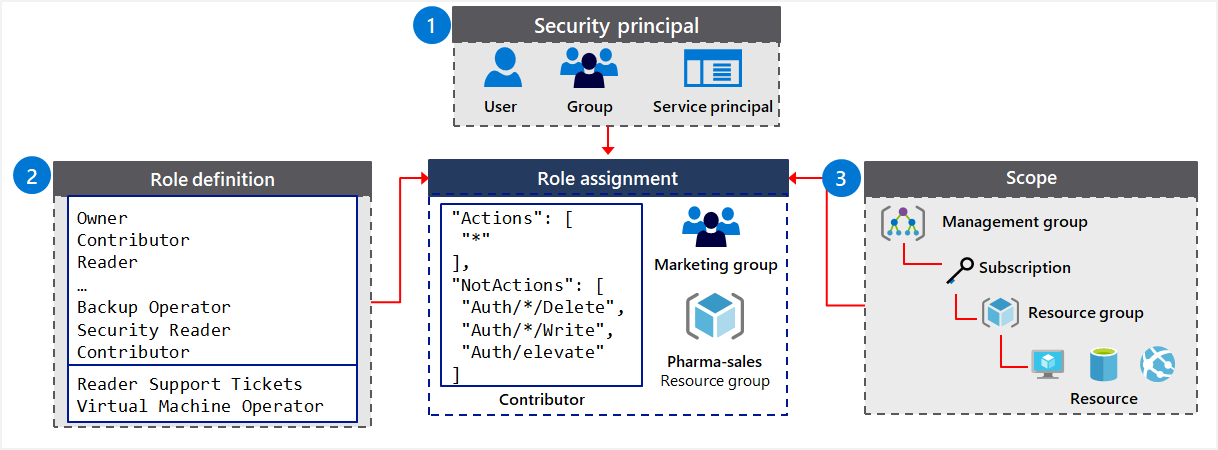 1
Security principal
User
Group
Service principal
2
Role definition
Owner
Contributor
Reader
…
Backup Operator
Security Reader
Contributor
Reader Support Tickets
Virtual Machine Operator
Role assignment
"Actions": [
"*"
],
"NotActions": [
"Auth/*/Delete",
"Auth/*/Write",
"Auth/elevate"
]
Contributor
Marketing group
Pharma-sales
Resource group
3
Scope
Management group
Subscription
Resource group
Resource